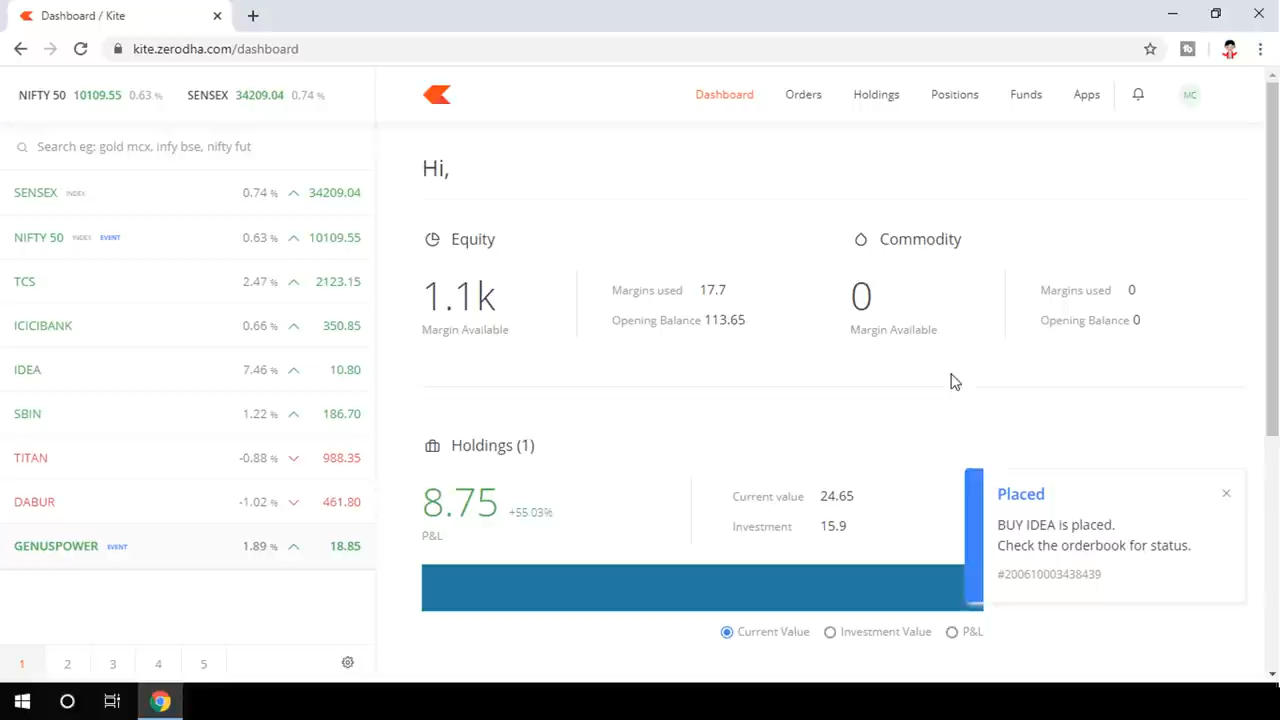 Dashboard / Kite
kite.zerodha.com/dashboard
NIFTY 50 10109.55 0.63 % SENSEX 34209.04 0.74 %
Dashboard Orders Holdings Positions Funds Apps MC
Search eg: gold mcx, infy bse, nifty fut
SENSEX INDEX 0.74 % 34209.04
NIFTY 50 INDEX EVENT 0.63 % 10109.55
TCS 2.47 % 2123.15
ICICIBANK 0.66 % 350.85
IDEA 7.46 % 10.80
SBIN 1.22 % 186.70
TITAN -0.88 % 988.35
DABUR -1.02 % 461.80
GENUSPOWER EVENT 1.89 % 18.85
1 2 3 4 5
Hi,
Equity
1.1k
Margin Available
Margins used 17.7
Opening Balance 113.65
Commodity
0
Margin Available
Margins used 0
Opening Balance 0
Holdings (1)
8.75 +55.03%
P&L
Current value 24.65
Investment 15.9
Current Value Investment Value P&L
Placed
BUY IDEA is placed.
Check the orderbook for status.
#200610003438439